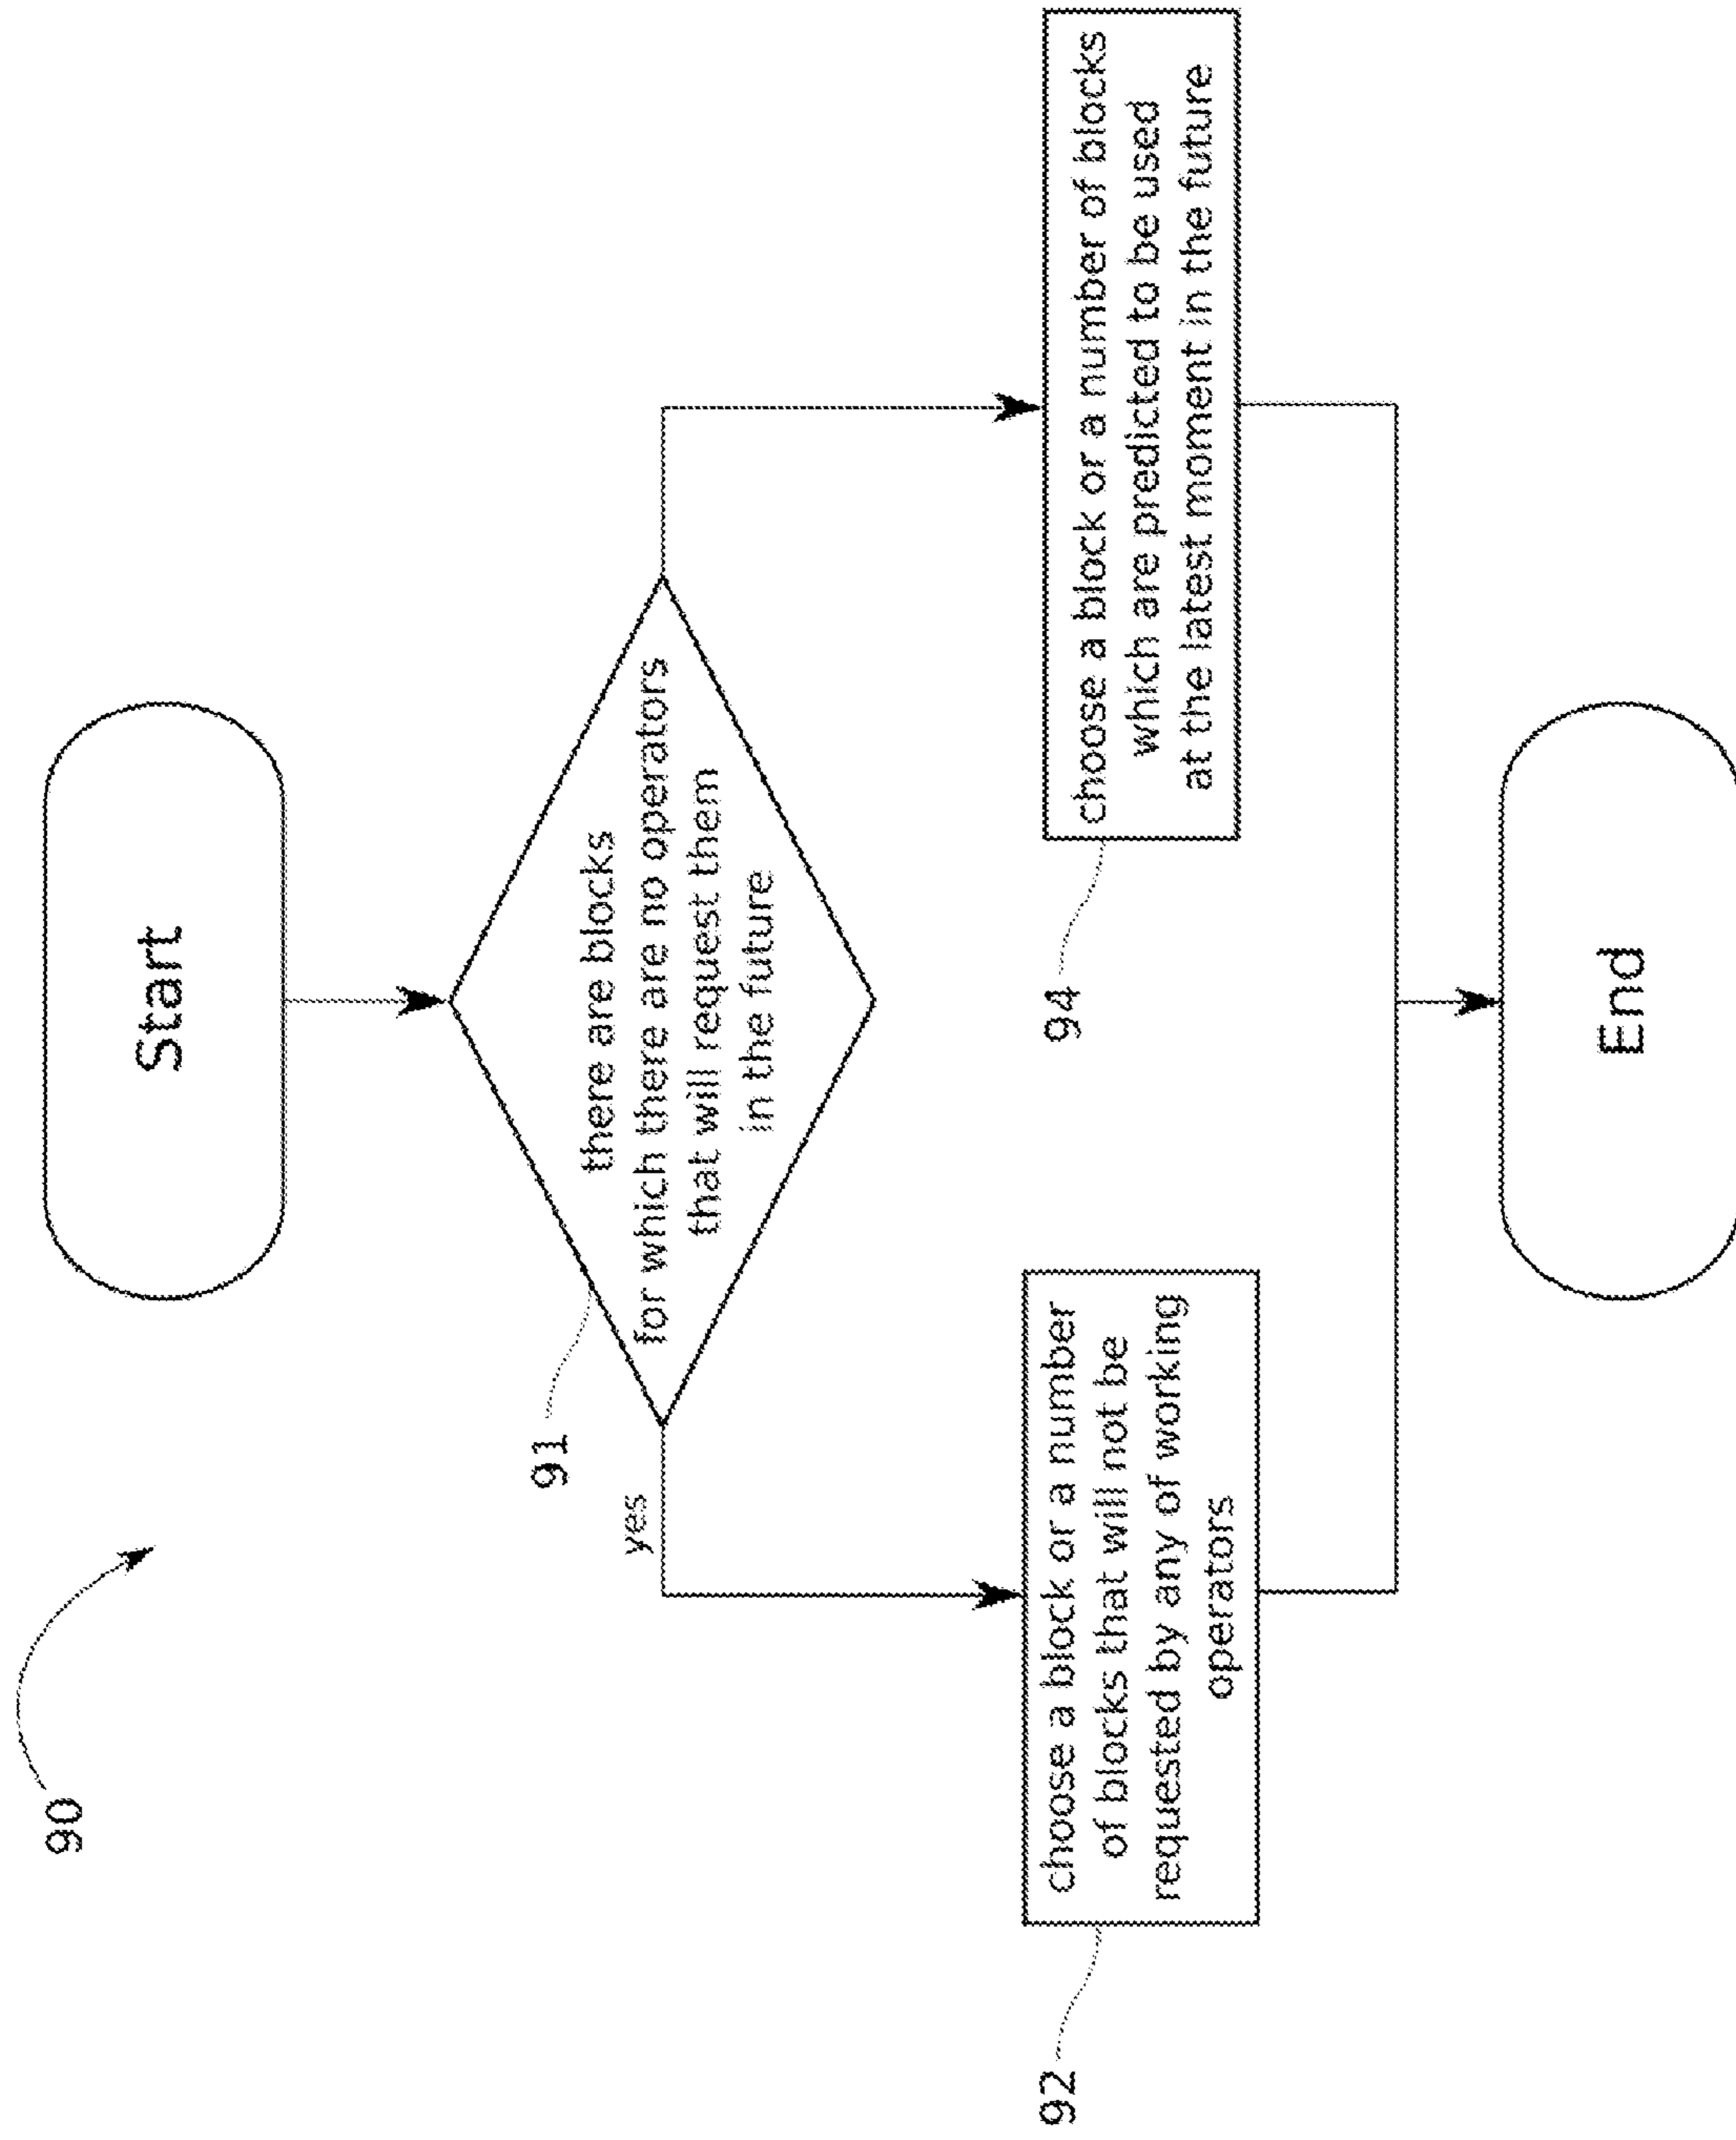 90
Start
91
there are blocks
for which there are no operators
that will request them
in the future
yes
92
choose a block or a number
of blocks that will not be
requested by any of working
operators
94
choose a block or a number of blocks
which are predicted to be used
at the latest moment in the future
End